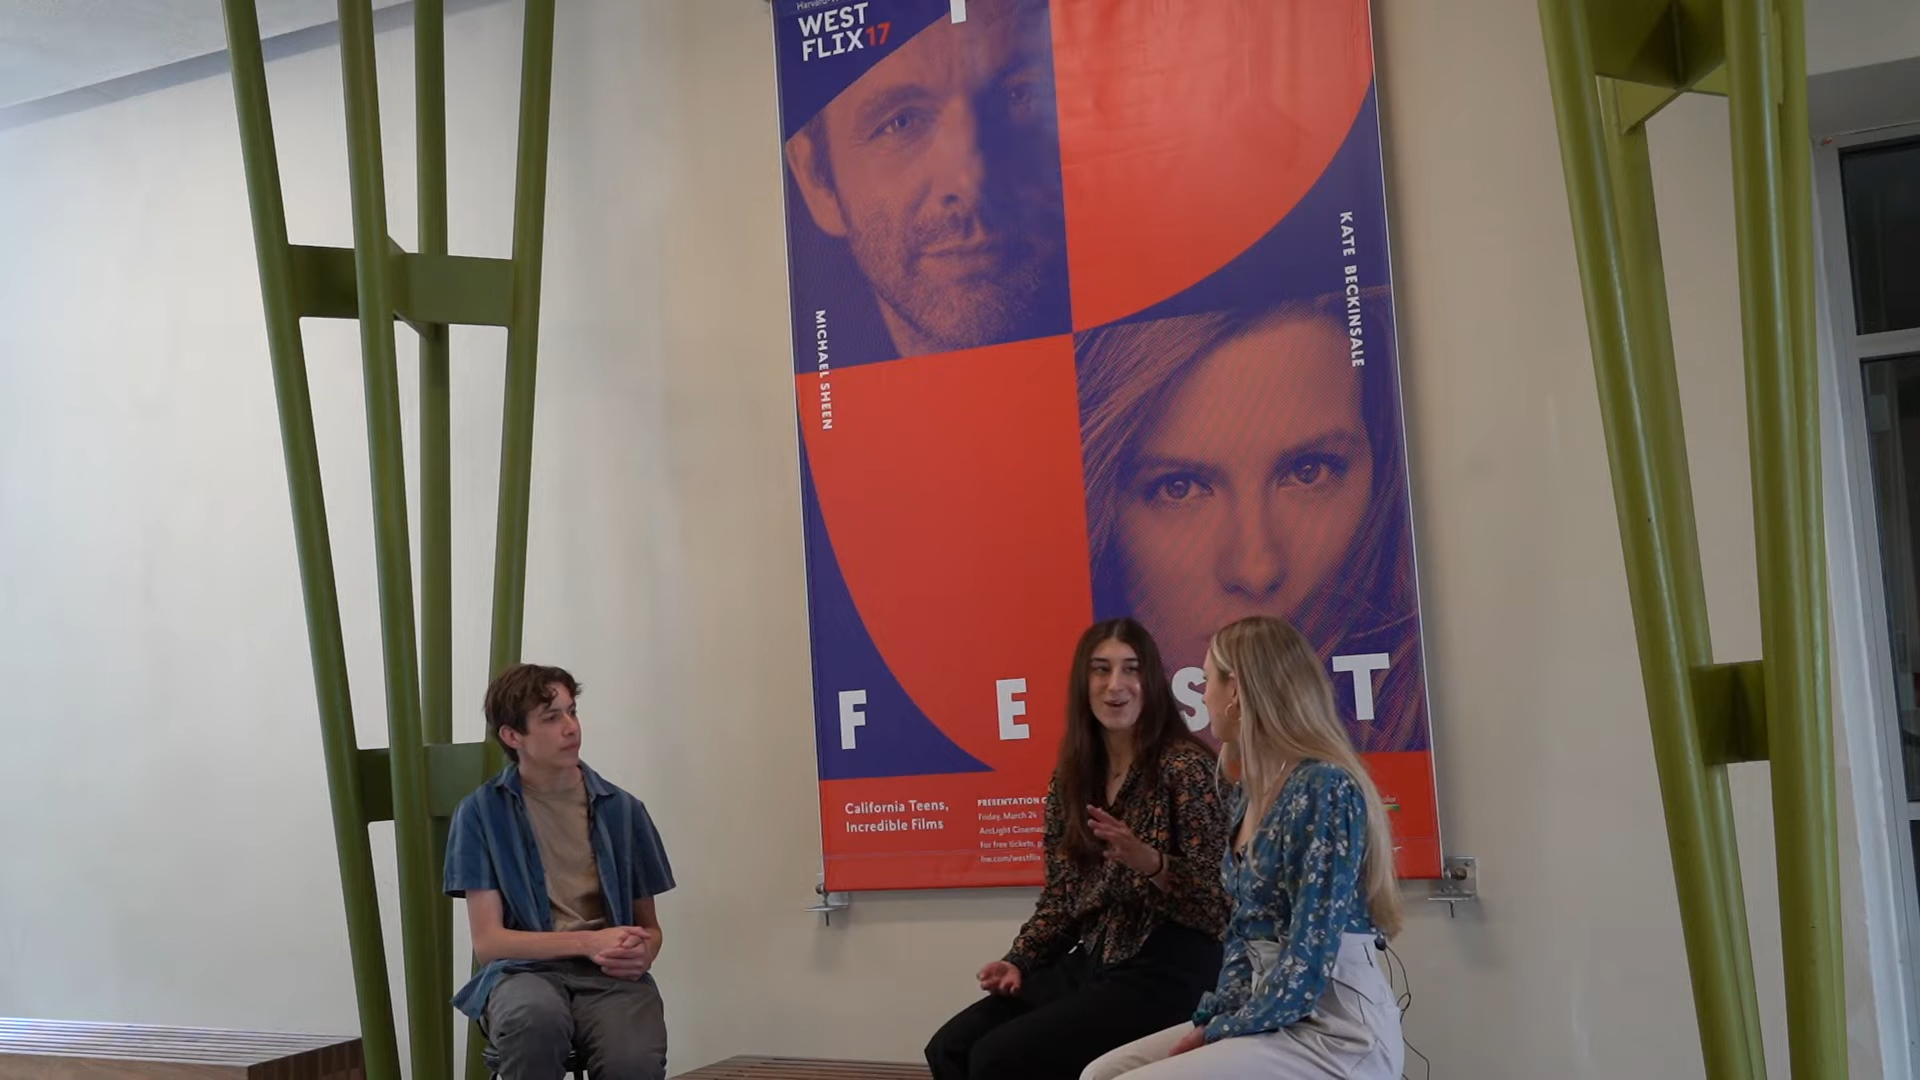 WEST
FLIX17
KATE BECKINSALE
MICHAEL SHEEN
F E S T
California Teens,
Incredible Films
PRESENTATION
Friday, March 24
ArcLight
For free tickets,
hw.com/westflix